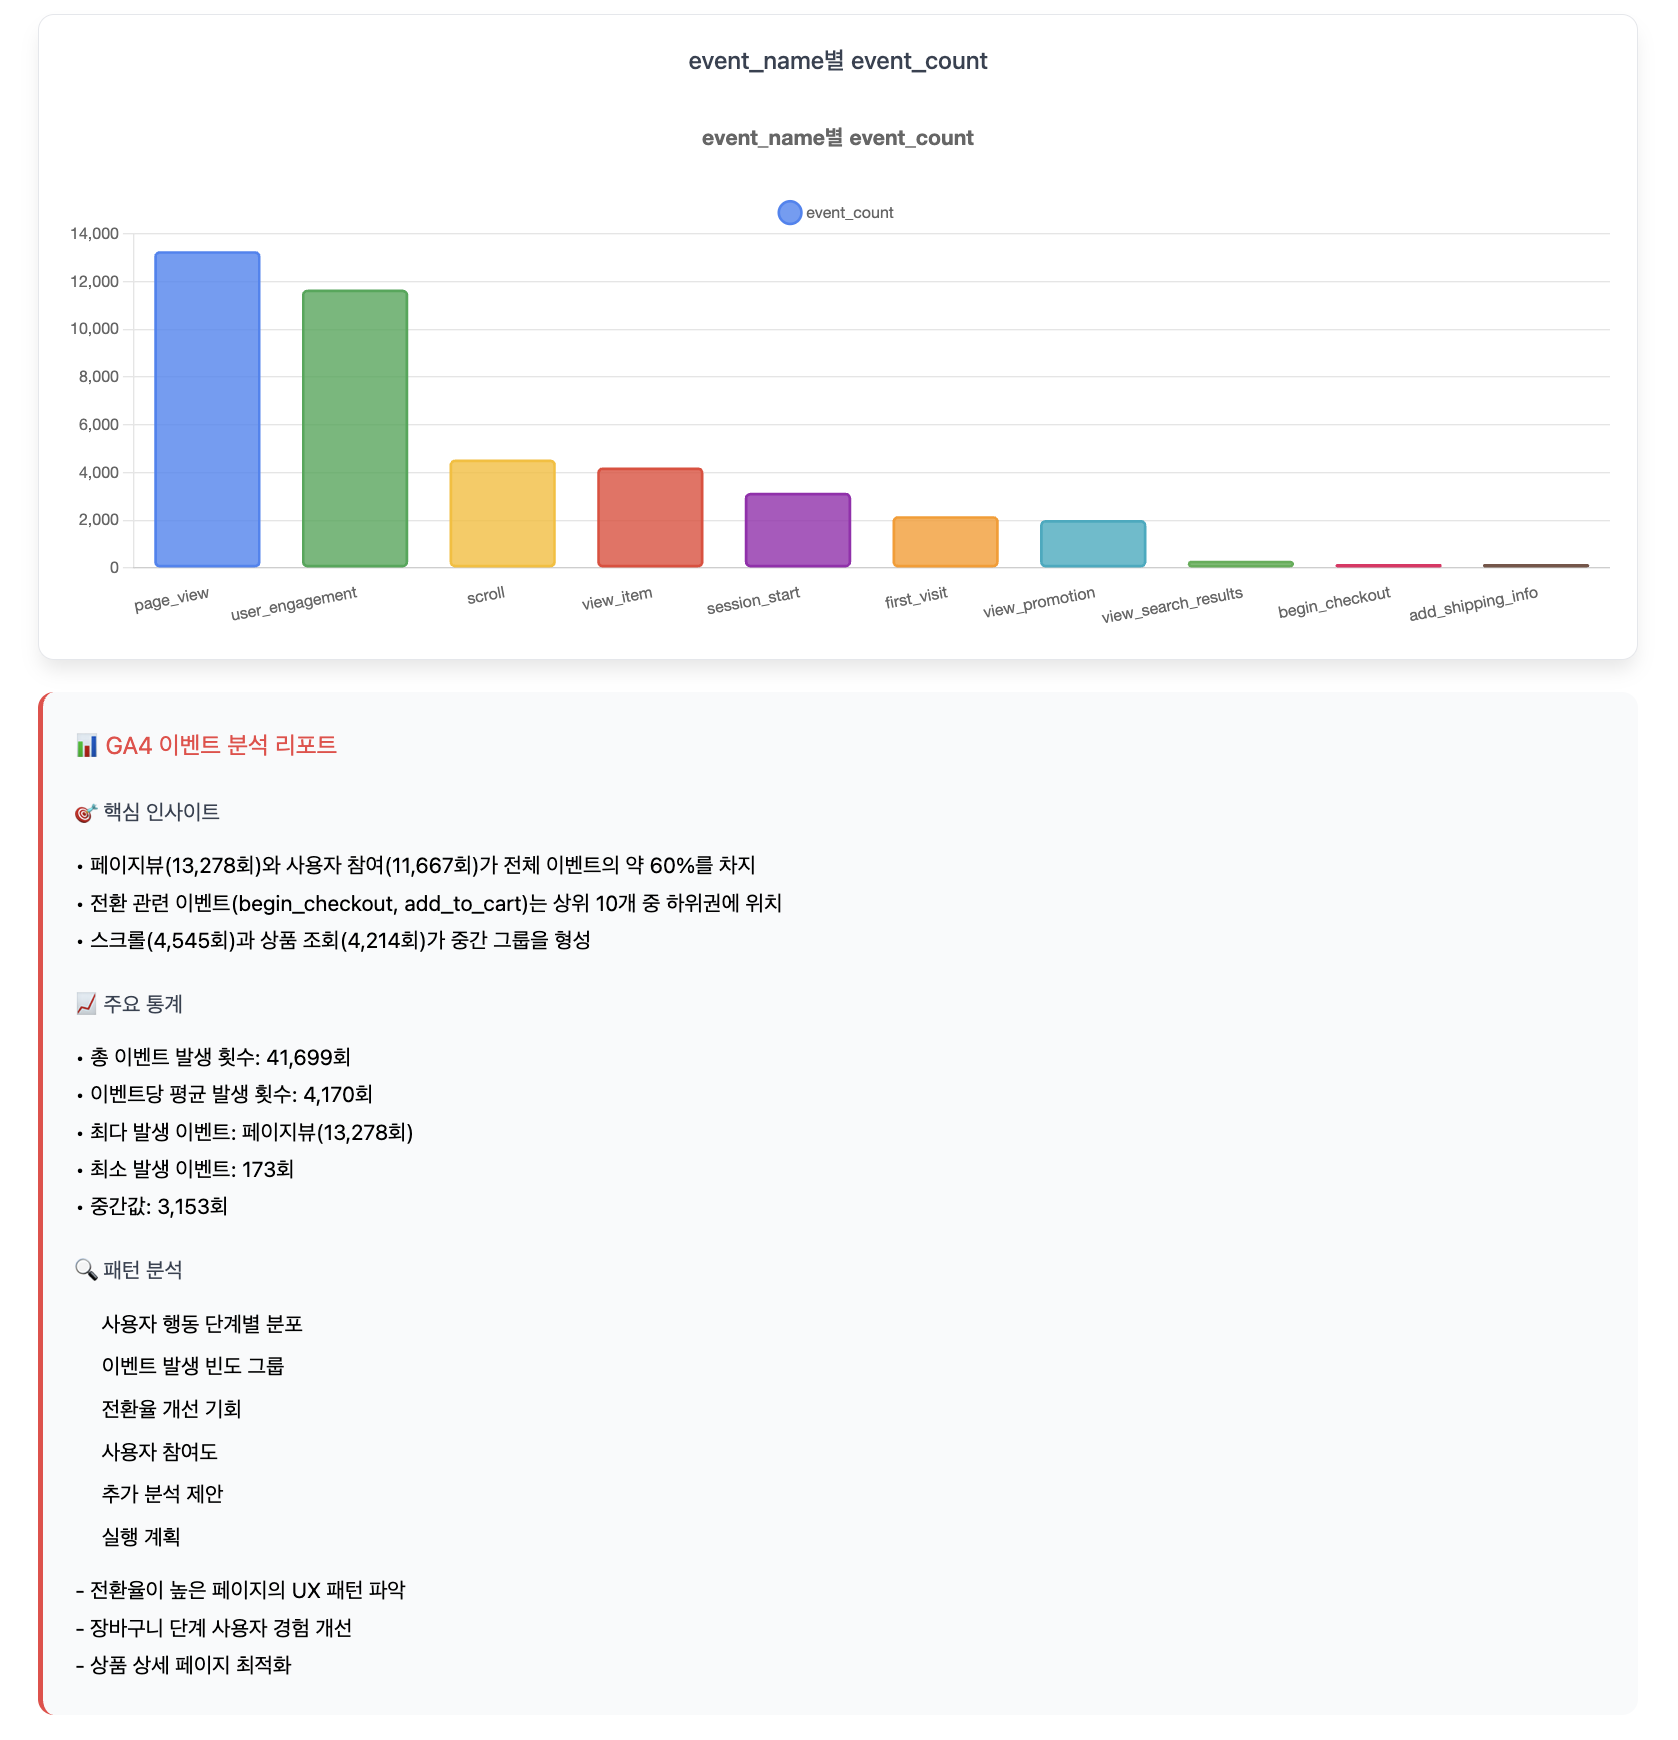 event_name별 event_count
event_name별 event_count
event_count
14,000
12,000
10,000
8,000
6,000
4,000
2,000
0
page_view
user_engagement
scroll
view_item
session_start
first_visit
view_promotion
view_search_results
begin_checkout
add_shipping_info
📊 GA4 이벤트 분석 리포트
🎯 핵심 인사이트
• 페이지뷰(13,278회)와 사용자 참여(11,667회)가 전체 이벤트의 약 60%를 차지
• 전환 관련 이벤트(begin_checkout, add_to_cart)는 상위 10개 중 하위권에 위치
• 스크롤(4,545회)과 상품 조회(4,214회)가 중간 그룹을 형성
📈 주요 통계
• 총 이벤트 발생 횟수: 41,699회
• 이벤트당 평균 발생 횟수: 4,170회
• 최다 발생 이벤트: 페이지뷰(13,278회)
• 최소 발생 이벤트: 173회
• 중간값: 3,153회
🔍 패턴 분석
사용자 행동 단계별 분포
이벤트 발생 빈도 그룹
전환율 개선 기회
사용자 참여도
추가 분석 제안
실행 계획
- 전환율이 높은 페이지의 UX 패턴 파악
- 장바구니 단계 사용자 경험 개선
- 상품 상세 페이지 최적화